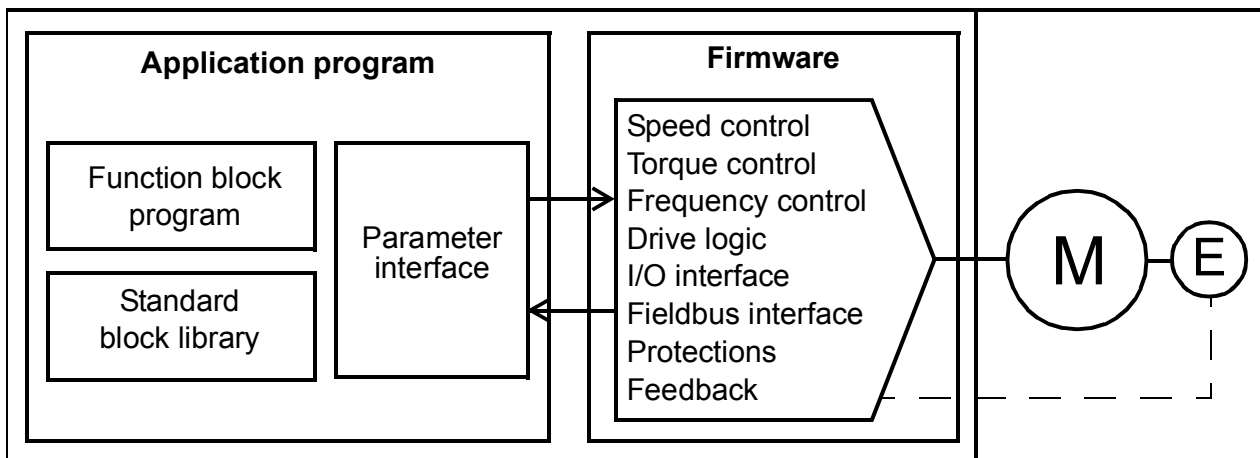 Application program
Function block
program
Standard
block library
Parameter
interface
Firmware
Speed control
Torque control
Frequency control
Drive logic
I/O interface
Fieldbus interface
Protections
Feedback
M
E